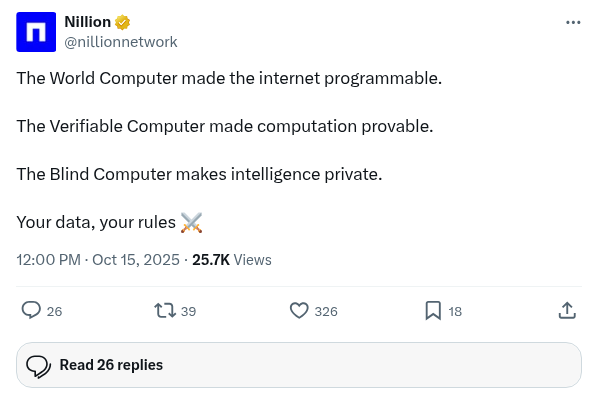 Nillion
@nillionnetwork
The World Computer made the internet programmable.
The Verifiable Computer made computation provable.
The Blind Computer makes intelligence private.
Your data, your rules ⚔️
12:00 PM · Oct 15, 2025 · 25.7K Views
26 39 326 18
Read 26 replies